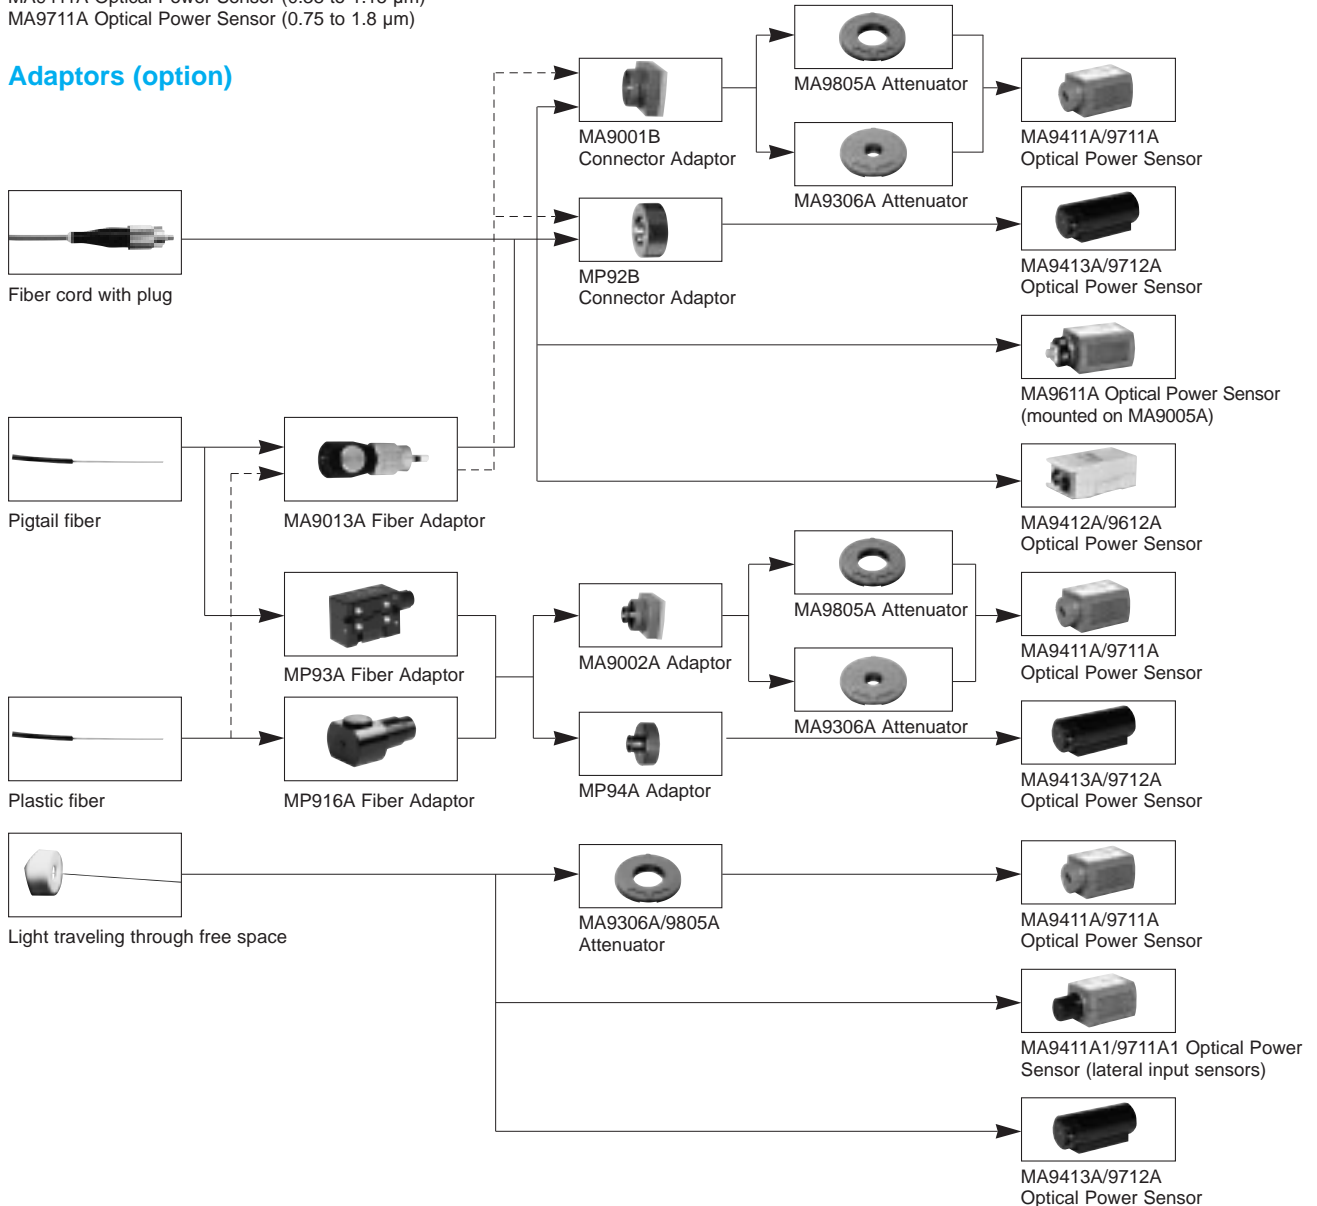 MA9711A Optical Power Sensor (0.75 to 1.8 µm)
Adaptors (option)
MA9805A Attenuator
MA9001B
Connector Adaptor
MA9411A/9711A
Optical Power Sensor
MA9306A Attenuator
Fiber cord with plug
MP92B
Connector Adaptor
MA9413A/9712A
Optical Power Sensor
MA9611A Optical Power Sensor
(mounted on MA9005A)
Pigtail fiber
MA9013A Fiber Adaptor
MA9412A/9612A
Optical Power Sensor
MA9805A Attenuator
MP93A Fiber Adaptor
MA9002A Adaptor
MA9411A/9711A
Optical Power Sensor
MA9306A Attenuator
Plastic fiber
MP916A Fiber Adaptor
MP94A Adaptor
MA9413A/9712A
Optical Power Sensor
Light traveling through free space
MA9306A/9805A
Attenuator
MA9411A/9711A
Optical Power Sensor
MA9411A1/9711A1 Optical Power
Sensor (lateral input sensors)
MA9413A/9712A
Optical Power Sensor